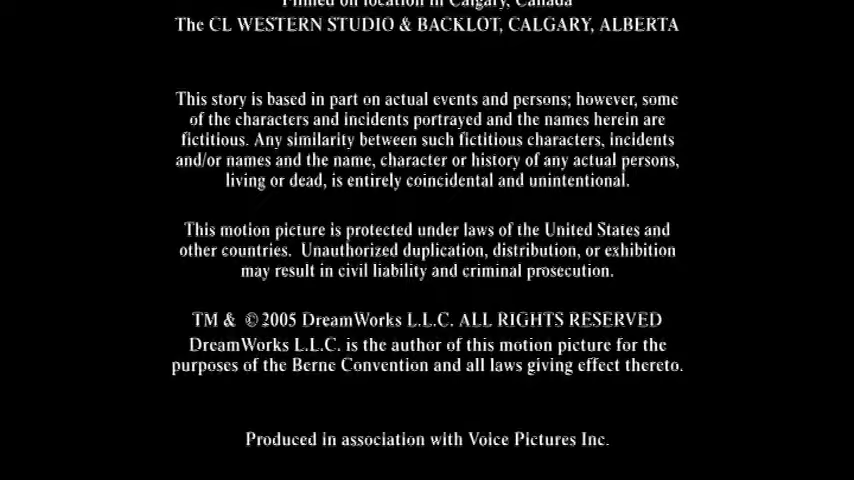 Filmed on location in Calgary, Canada
The CL WESTERN STUDIO & BACKLOT, CALGARY, ALBERTA
This story is based in part on actual events and persons; however, some
of the characters and incidents portrayed and the names herein are
fictitious. Any similarity between such fictitious characters, incidents
and/or names and the name, character or history of any actual persons,
living or dead, is entirely coincidental and unintentional.
This motion picture is protected under laws of the United States and
other countries. Unauthorized duplication, distribution, or exhibition
may result in civil liability and criminal prosecution.
TM & © 2005 DreamWorks L.L.C. ALL RIGHTS RESERVED
DreamWorks L.L.C. is the author of this motion picture for the
purposes of the Berne Convention and all laws giving effect thereto.
Produced in association with Voice Pictures Inc.